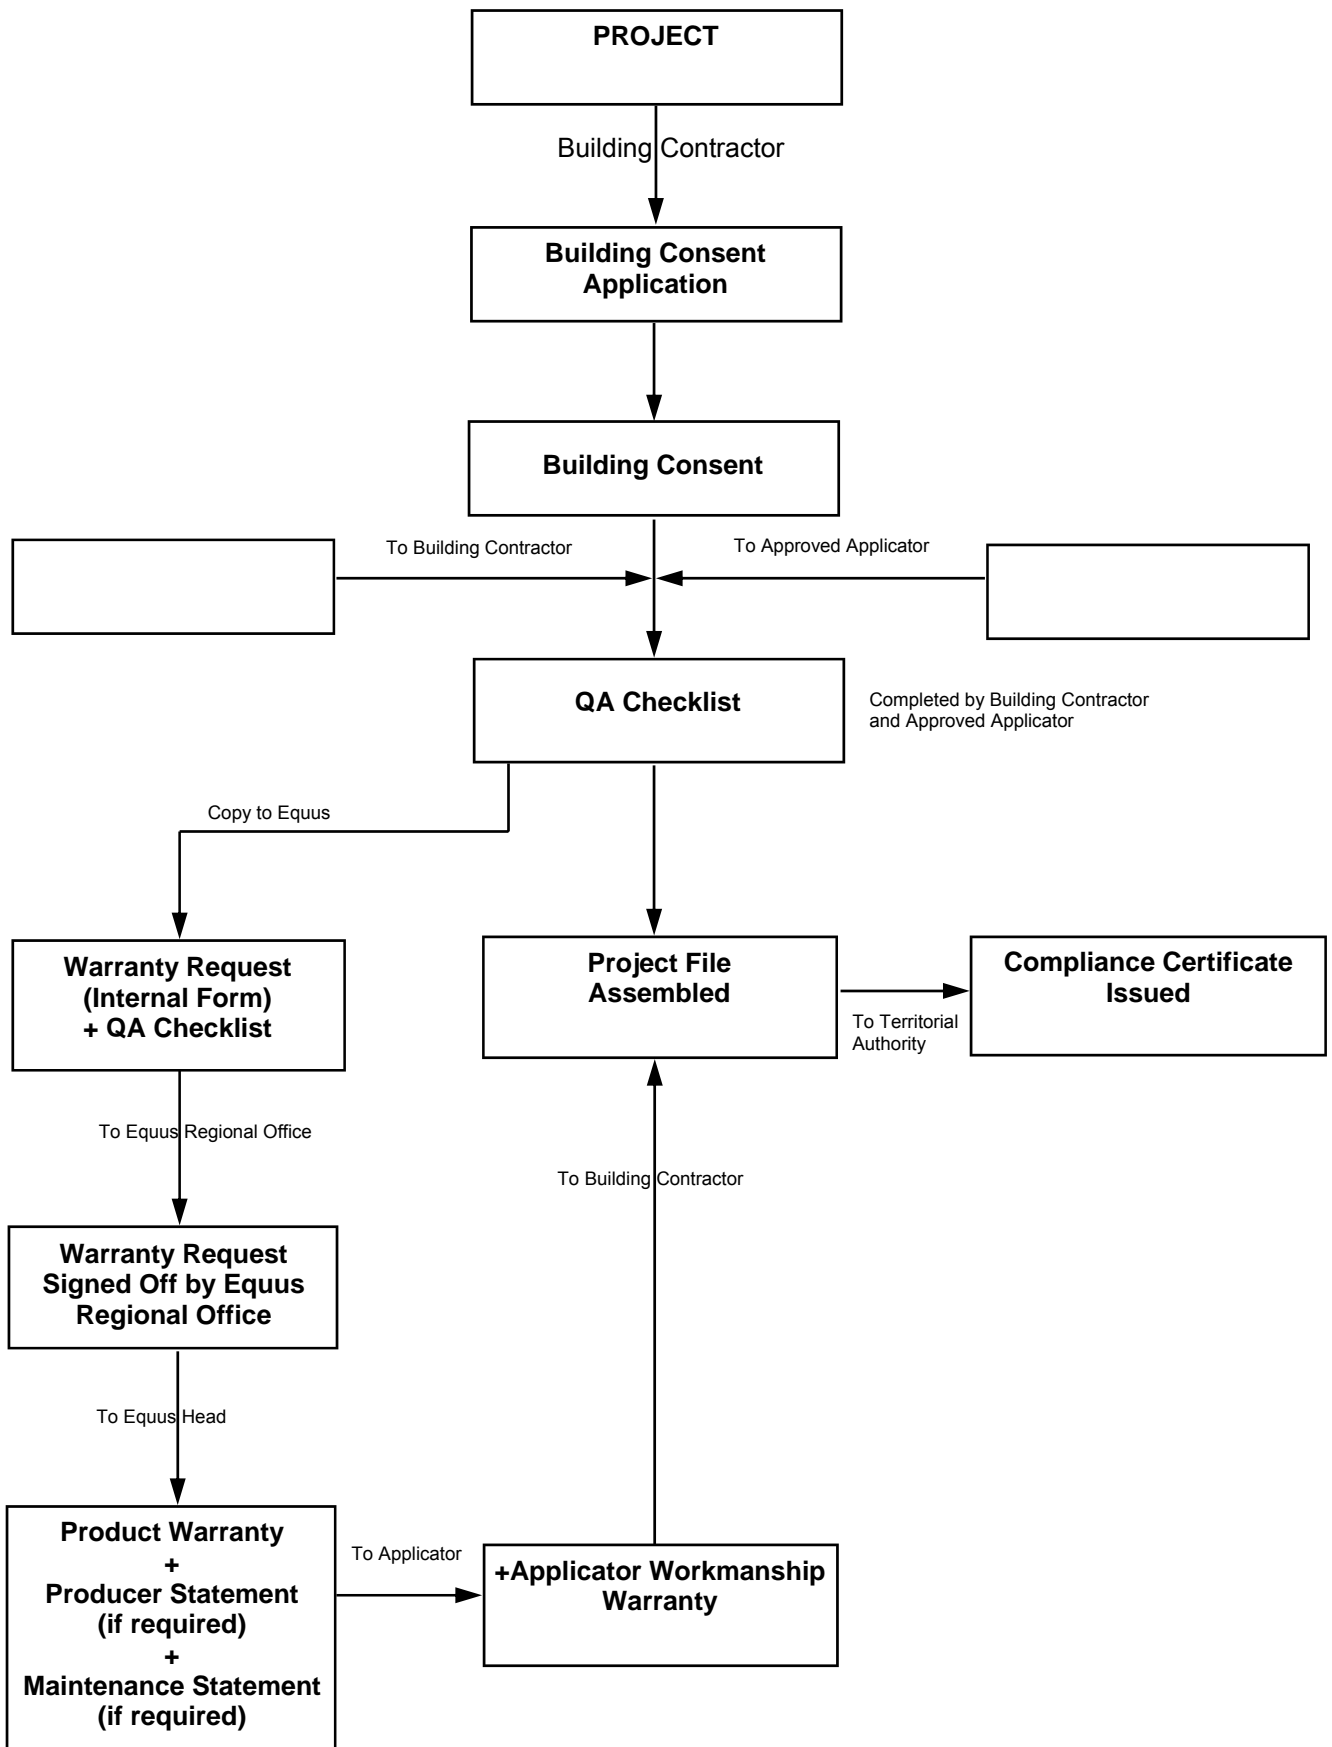 PROJECT
Building Contractor
Building Consent
Application
Building Consent
To Building Contractor
To Approved Applicator
QA Checklist
Completed by Building Contractor
and Approved Applicator
Copy to Equus
Warranty Request
(Internal Form)
+ QA Checklist
Project File
Assembled
Compliance Certificate
Issued
To Territorial
Authority
To Equus Regional Office
To Building Contractor
Warranty Request
Signed Off by Equus
Regional Office
To Equus Head
Product Warranty
+
Producer Statement
(if required)
+
Maintenance Statement
(if required)
To Applicator
+Applicator Workmanship
Warranty